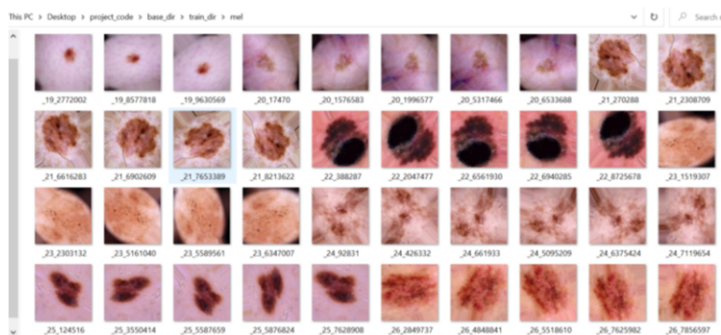 This PC > Desktop > project_code > base_dir > train_dir > mel
Search
_19_2772002 _19_8577818 _19_9630569 _20_17470 _20_1576583 _20_1996577 _20_5317466 _20_6533688 _21_270288 _21_2308709
_21_6616283 _21_6902609 _21_7653389 _21_8213622 _22_388287 _22_2047477 _22_6561930 _22_6940285 _22_8725678 _23_1519307
_23_2303132 _23_5161040 _23_5589561 _23_6347007 _24_92831 _24_426332 _24_661933 _24_5095209 _24_6375424 _24_7119654
_25_124516 _25_3550414 _25_5587659 _25_5876824 _25_7628908 _26_2849737 _26_4848841 _26_5518610 _26_7625982 _26_7856593